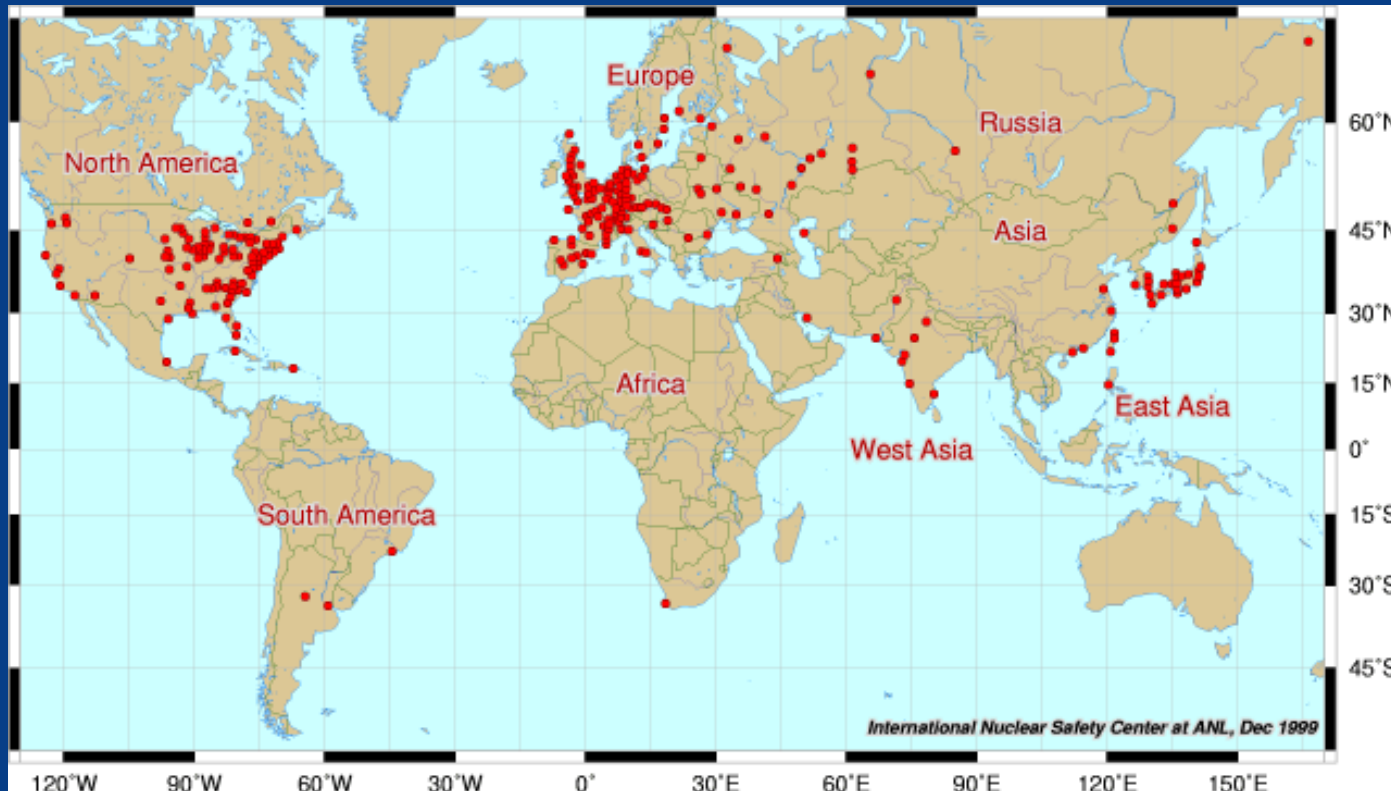 Europe
Russia
60°N
North America
Asia
45°N
30°N
Africa
15°N
East Asia
West Asia
0°
South America
15°S
30°S
45°S
International Nuclear Safety Center at ANL, Dec 1999
120°W 90°W 60°W 30°W 0° 30°E 60°E 90°E 120°E 150°E